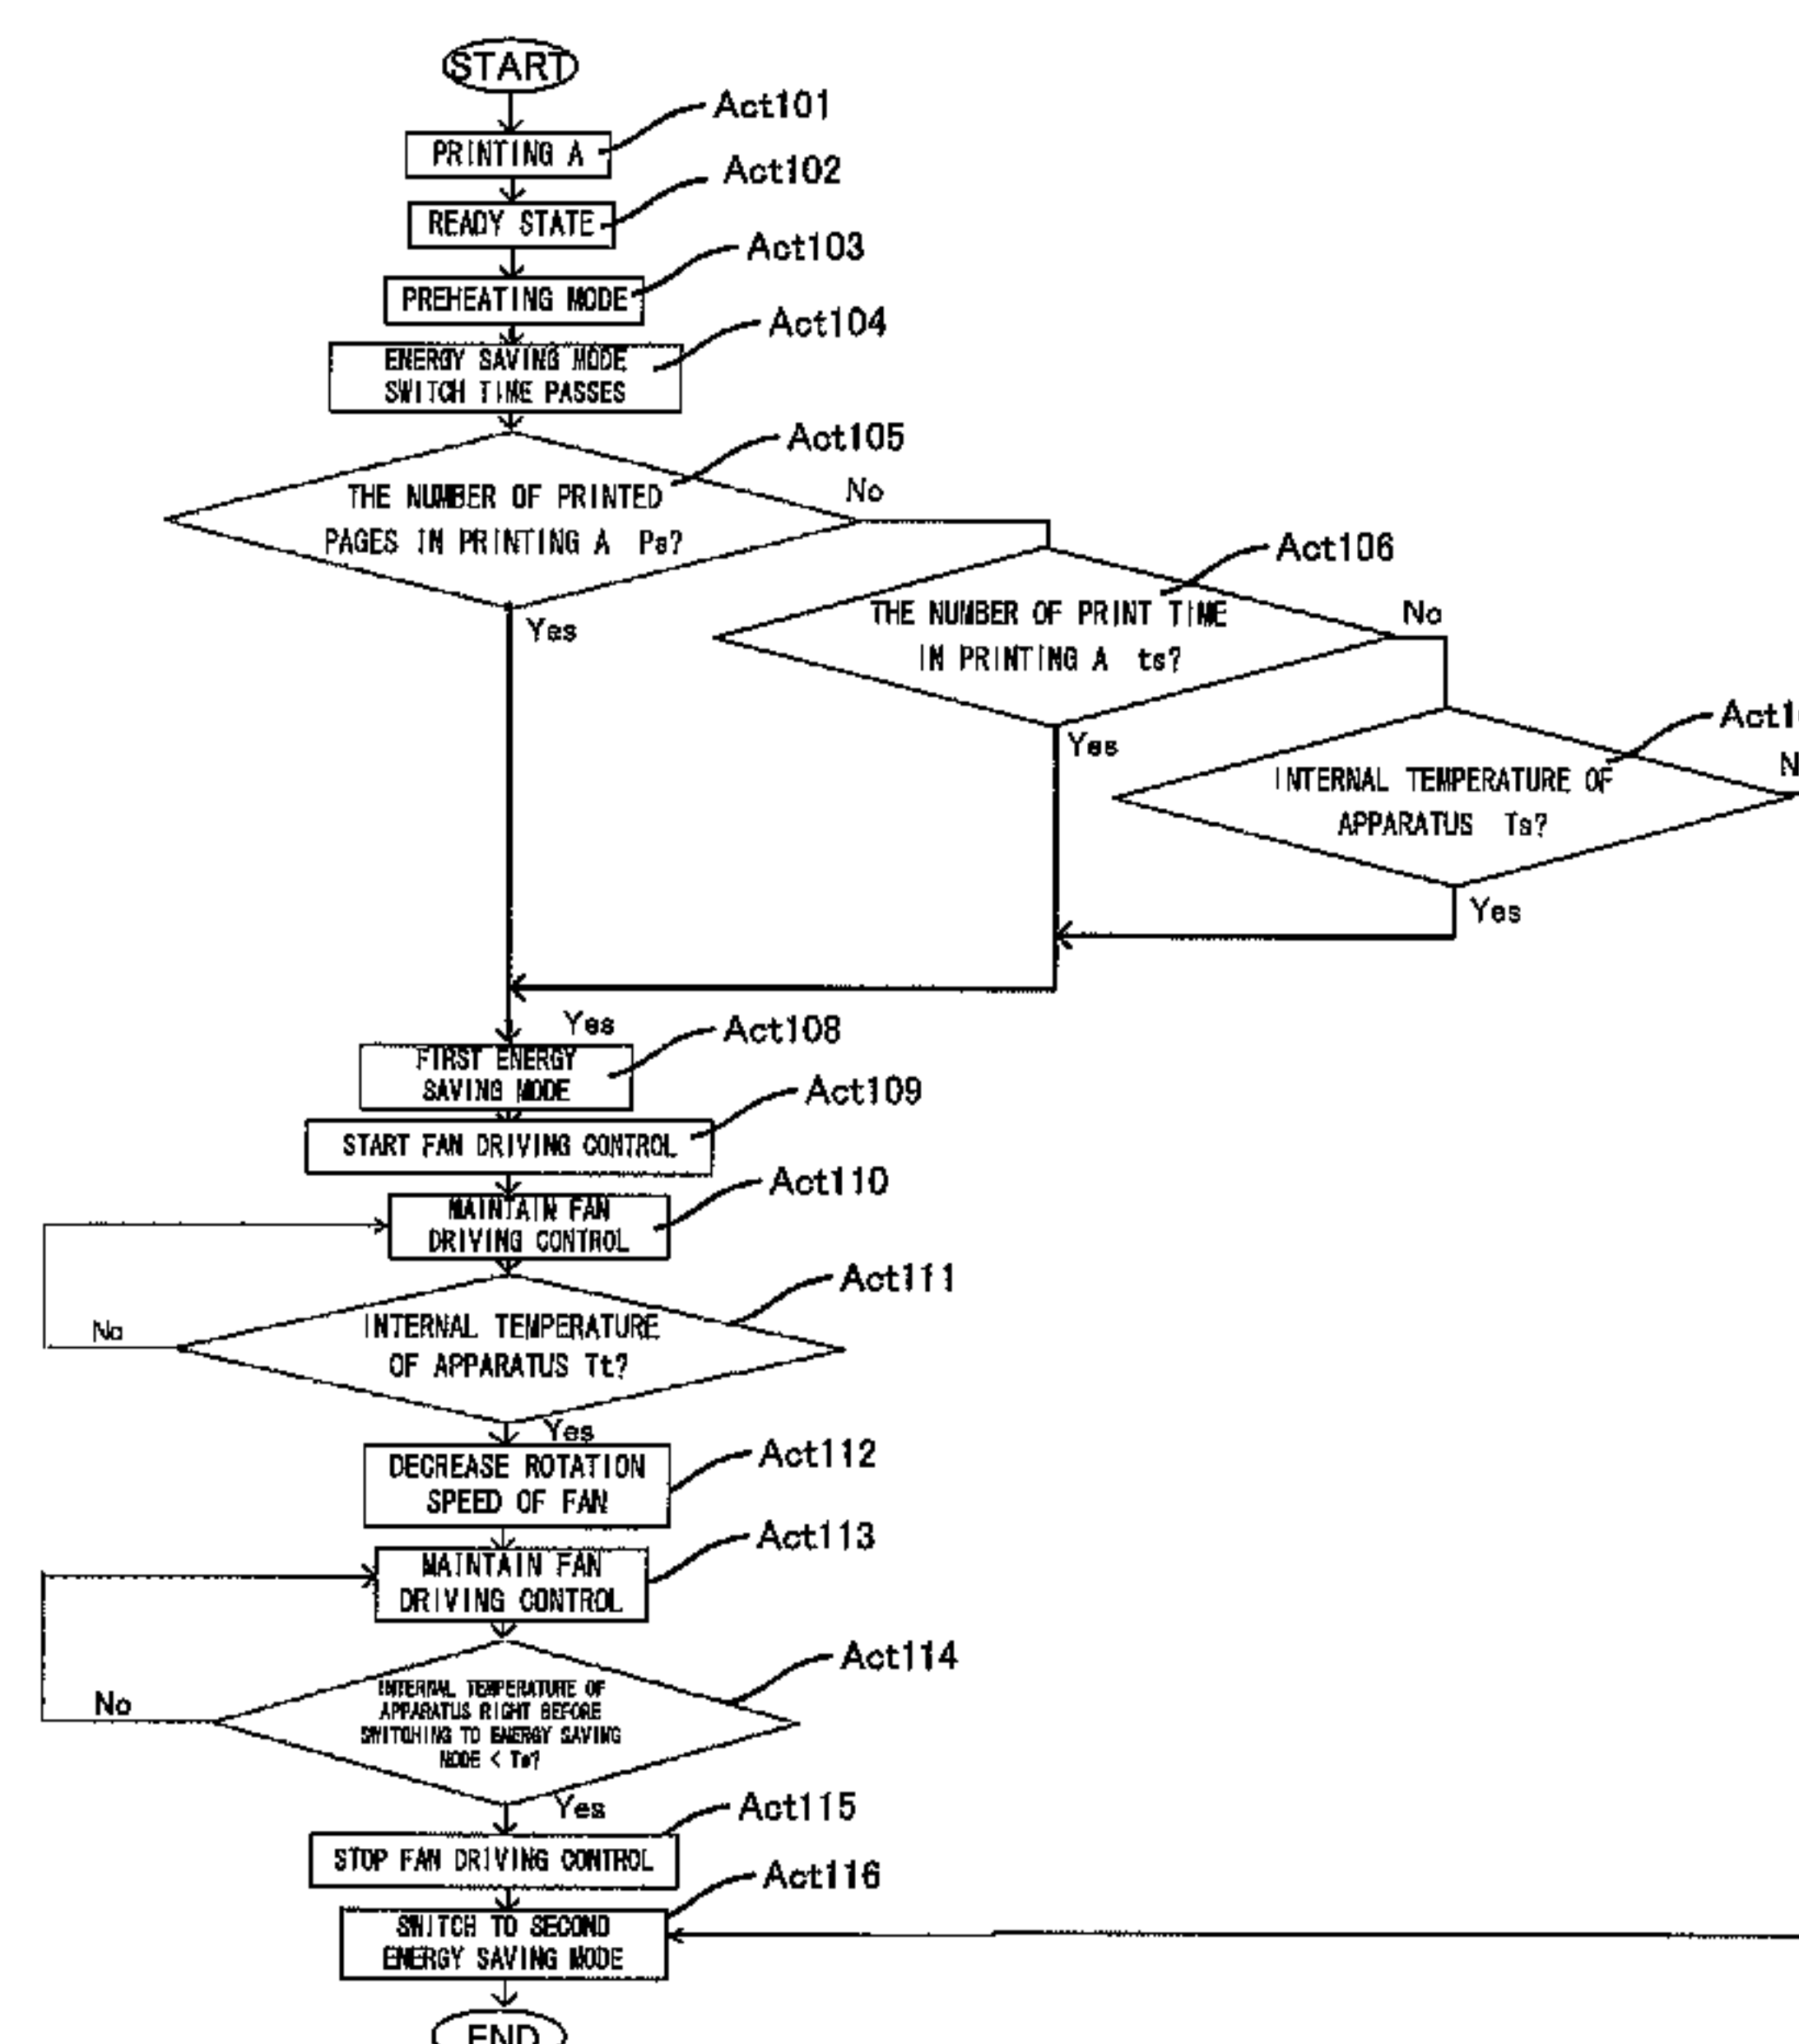 START
Act101
PRINTING A
Act102
READY STATE
Act103
PREHEATING MODE
Act104
ENERGY SAVING MODE
SWITCH TIME PASSES
Act105
THE NUMBER OF PRINTED
PAGES IN PRINTING A Ps?
No
Yes
Act106
THE NUMBER OF PRINT TIME
IN PRINTING A ts?
No
Yes
Act1
INTERNAL TEMPERATURE OF
APPARATUS Ts?
N
Yes
Yes
Act108
FIRST ENERGY
SAVING MODE
Act109
START FAN DRIVING CONTROL
Act110
MAINTAIN FAN
DRIVING CONTROL
Act111
INTERNAL TEMPERATURE
OF APPARATUS Tt?
No
Yes
Act112
DECREASE ROTATION
SPEED OF FAN
Act113
MAINTAIN FAN
DRIVING CONTROL
Act114
INTERNAL TEMPERATURE OF
APPARATUS RIGHT BEFORE
SWITCHING TO ENERGY SAVING
MODE < Ts?
No
Yes
Act115
STOP FAN DRIVING CONTROL
Act116
SWITCH TO SECOND
ENERGY SAVING MODE
END